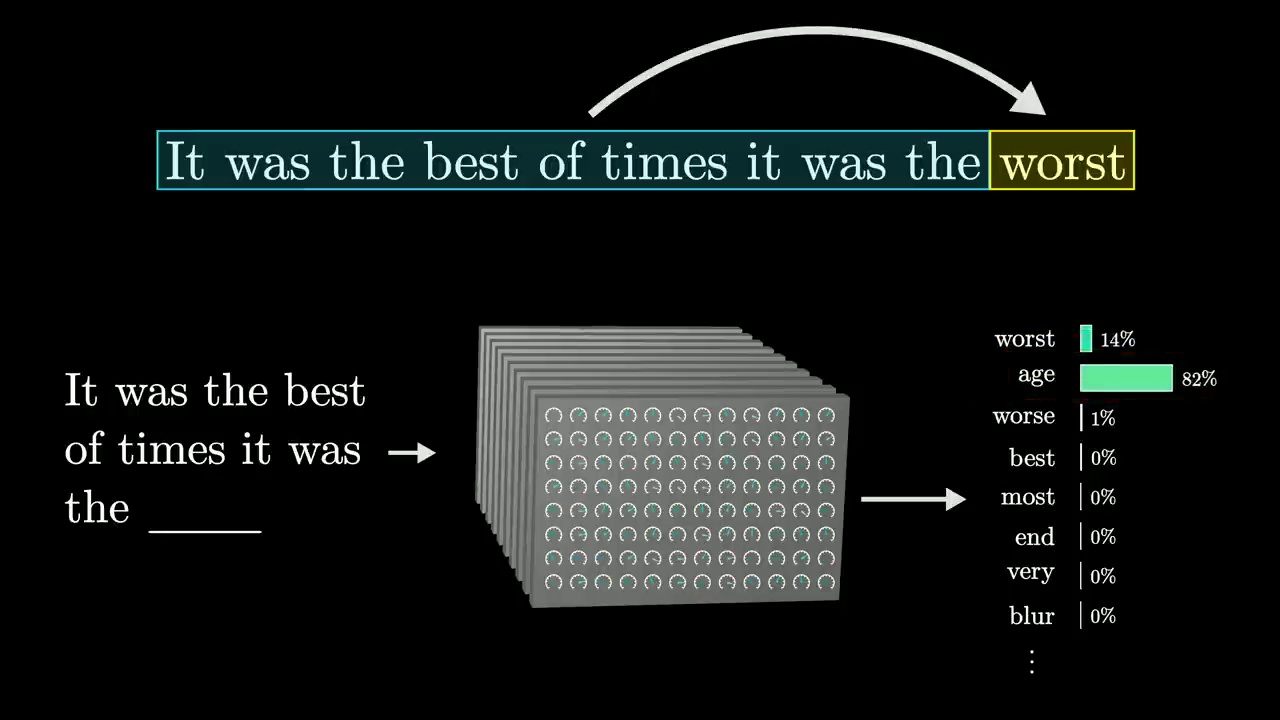 It was the best of times it was the worst
It was the best
of times it was
the
worst 14%
age 82%
worse 1%
best 0%
most 0%
end 0%
very 0%
blur 0%